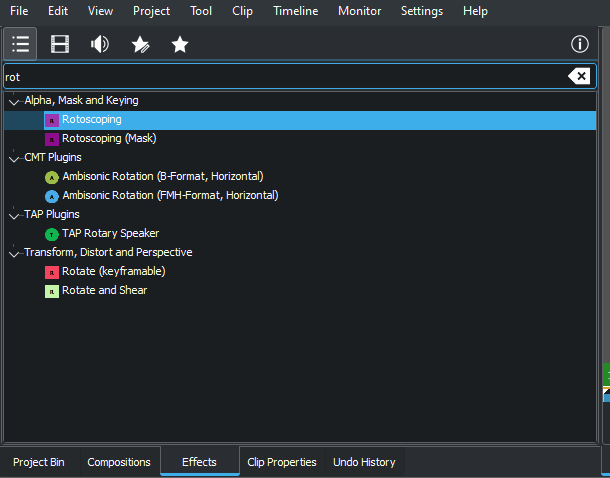 File Edit View Project Tool Clip Timeline Monitor Settings Help
rot
Alpha, Mask and Keying
R Rotoscoping
R Rotoscoping (Mask)
CMT Plugins
A Ambisonic Rotation (B-Format, Horizontal)
A Ambisonic Rotation (FMH-Format, Horizontal)
TAP Plugins
T TAP Rotary Speaker
Transform, Distort and Perspective
R Rotate (keyframable)
R Rotate and Shear
Project Bin Compositions Effects Clip Properties Undo History